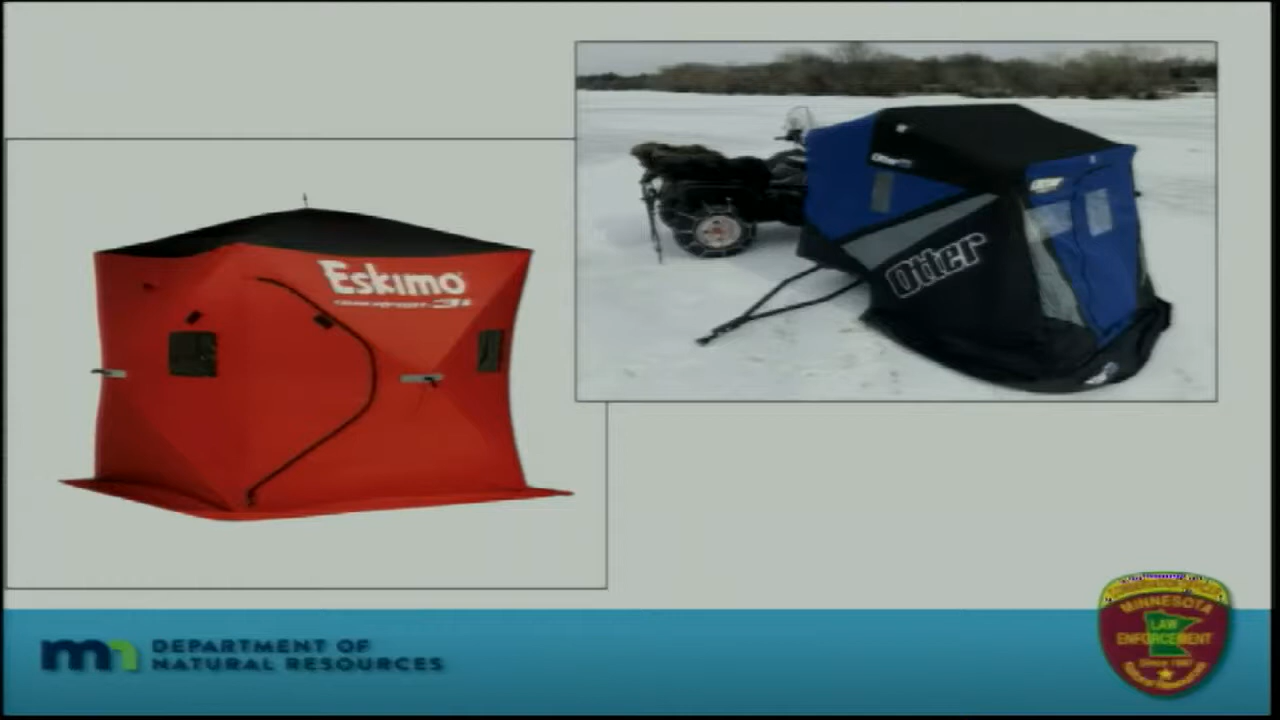 Eskimo
Otter
mn
DEPARTMENT OF
NATURAL RESOURCES
MINNESOTA
LAW
ENFORCEMENT